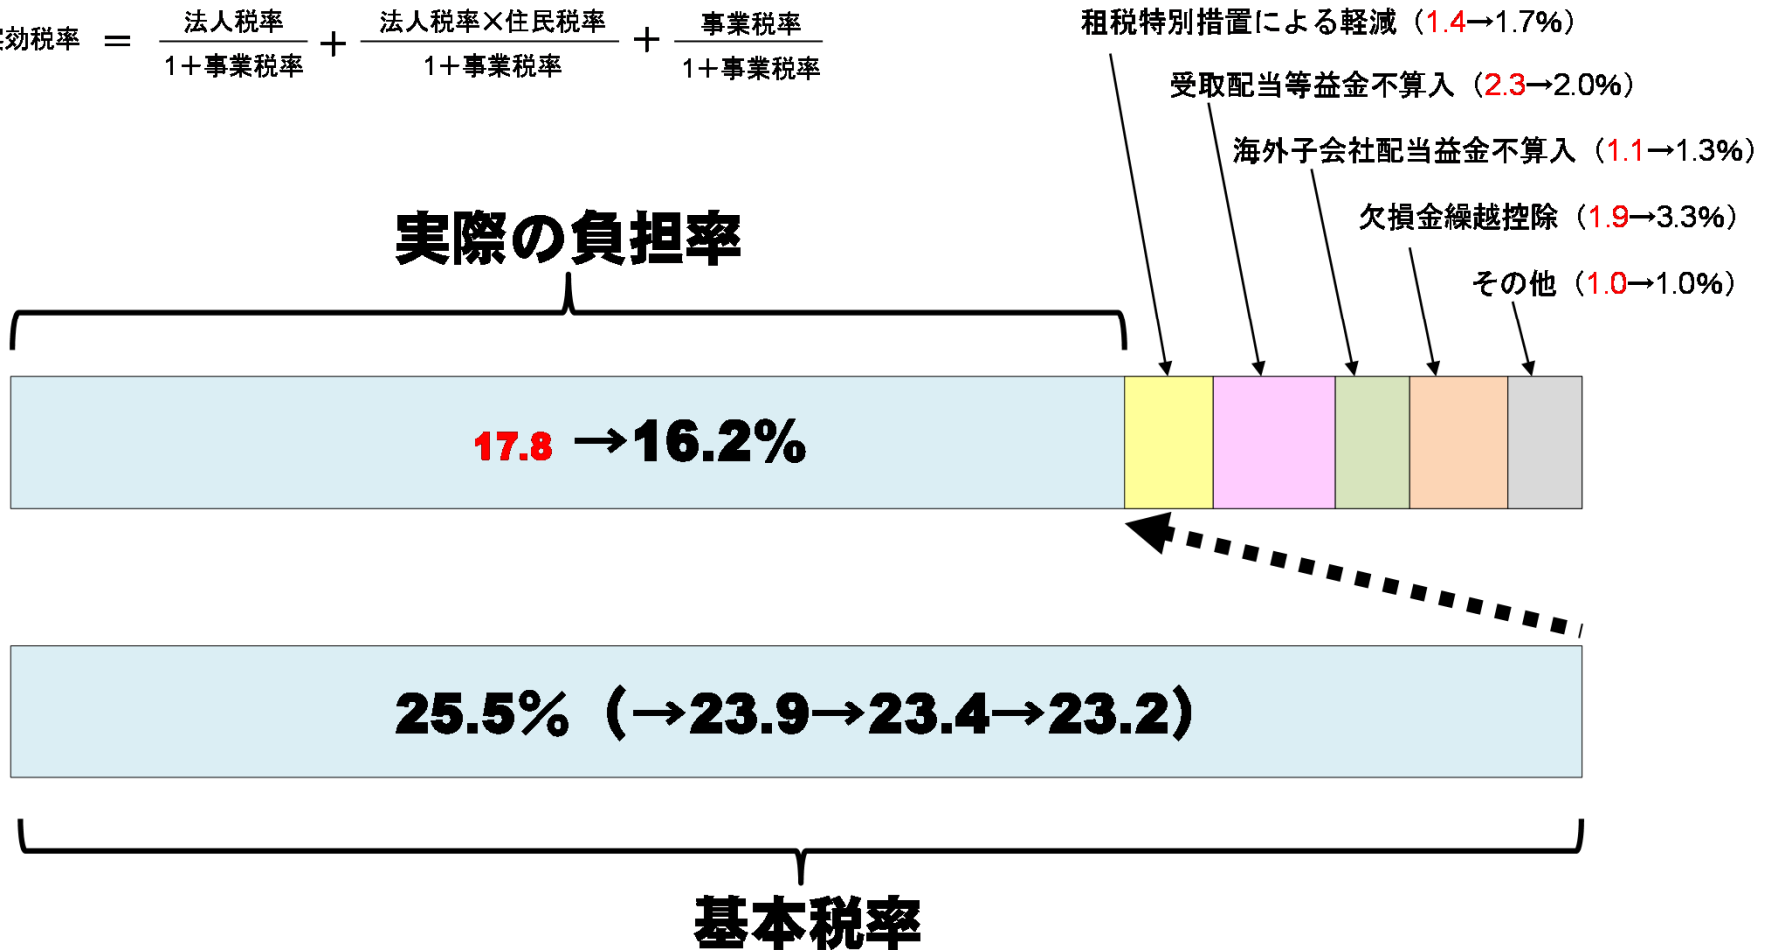 効税率 ＝ 法人税率/1＋事業税率 ＋ 法人税率×住民税率/1＋事業税率 ＋ 事業税率/1＋事業税率
租税特別措置による軽減（1.4→1.7%）
受取配当等益金不算入（2.3→2.0%）
海外子会社配当益金不算入（1.1→1.3%）
欠損金繰越控除（1.9→3.3%）
その他（1.0→1.0%）
実際の負担率
17.8 →16.2%
25.5%（→23.9→23.4→23.2）
基本税率